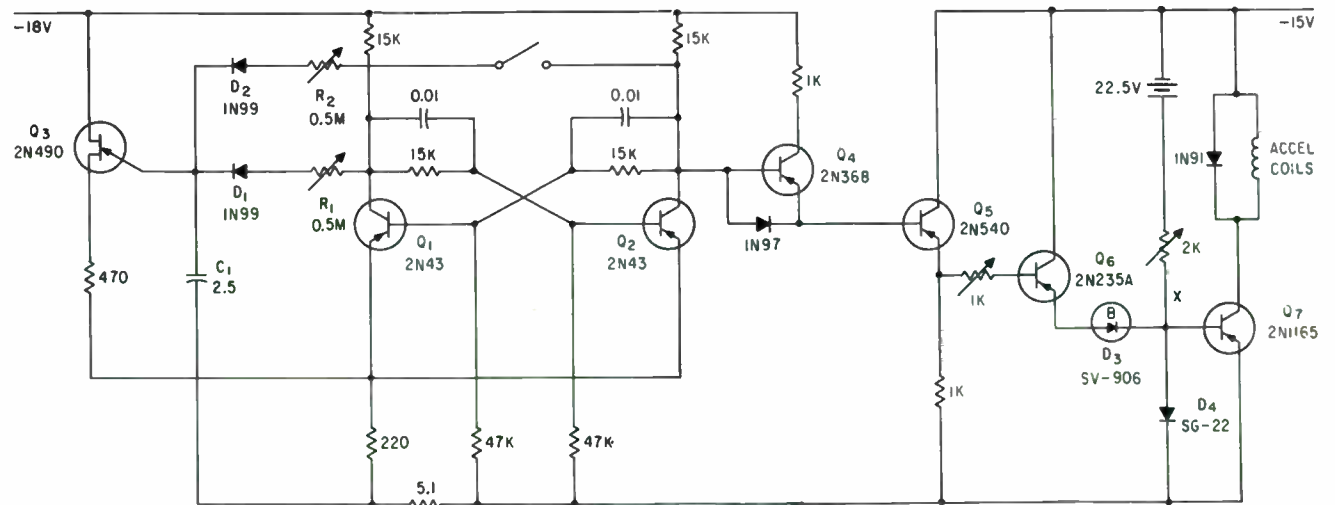 -18V
15K
15K
-15V
D2
1N99
R2
0.5M
0.01
0.01
1K
22.5V
Q3
2N490
15K
15K
Q4
2N368
1N91
ACCEL
COILS
D1
1N99
R1
0.5M
Q1
2N43
Q2
2N43
1N97
Q5
2N540
2K
470
C1
2.5
1K
Q6
2N235A
X
B
D3
SV-906
Q7
2N1165
1K
D4
SG-22
220
47K
47K
5.1